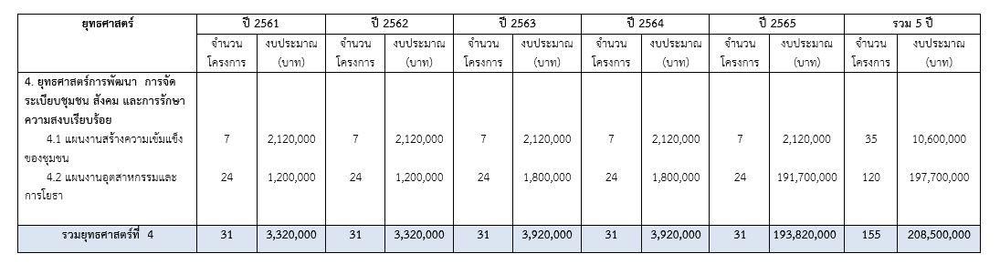 ยุทธศาสตร์ ปี 2561 ปี 2562 ปี 2563 ปี 2564 ปี 2565 รวม 5 ปี
จำนวน งบประมาณ จำนวน งบประมาณ จำนวน งบประมาณ จำนวน งบประมาณ จำนวน งบประมาณ จำนวน งบประมาณ
โครงการ (บาท) โครงการ (บาท) โครงการ (บาท) โครงการ (บาท) โครงการ (บาท) โครงการ (บาท)
4. ยุทธศาสตร์การพัฒนา การจัด
ระเบียบชุมชน สังคม และการรักษา
ความสงบเรียบร้อย
4.1 แผนงานสร้างความเข้มแข็ง 7 2,120,000 7 2,120,000 7 2,120,000 7 2,120,000 7 2,120,000 35 10,600,000
ของชุมชน
4.2 แผนงานอุตสาหกรรมและ 24 1,200,000 24 1,200,000 24 1,800,000 24 1,800,000 24 191,700,000 120 197,700,000
การโยธา
รวมยุทธศาสตร์ที่ 4 31 3,320,000 31 3,320,000 31 3,920,000 31 3,920,000 31 193,820,000 155 208,500,000